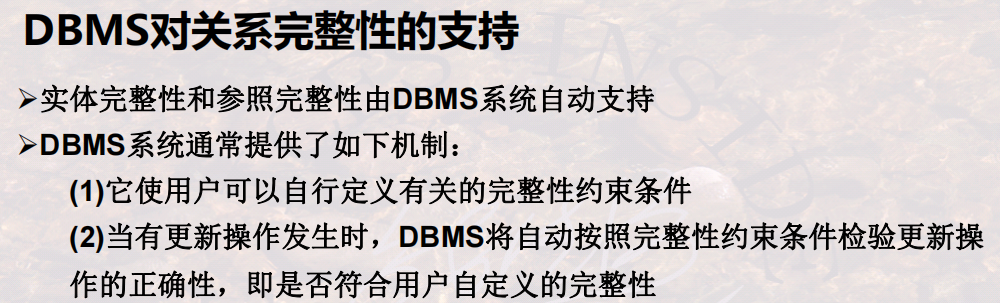 DBMS对关系完整性的支持
➢实体完整性和参照完整性由DBMS系统自动支持
➢DBMS系统通常提供了如下机制：
(1)它使用户可以自行定义有关的完整性约束条件
(2)当有更新操作发生时，DBMS将自动按照完整性约束条件检验更新操
作的正确性，即是否符合用户自定义的完整性